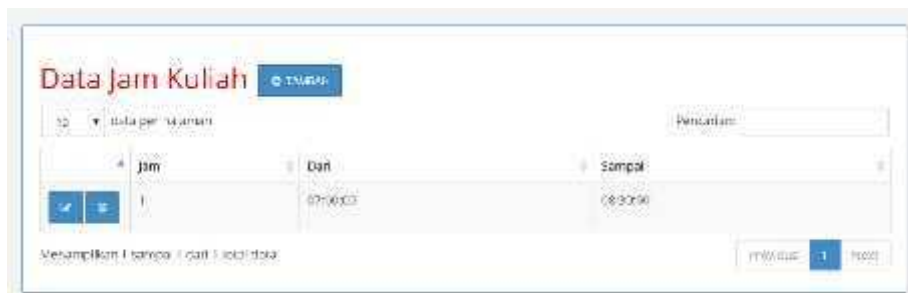 Data Jam Kuliah TAMBAH
10 data per halaman Pencarian:
Jam Dari Sampai
1 07:00:00 08:30:00
Menampilkan 1 sampai 1 dari 1 total data
Previous 1 Next